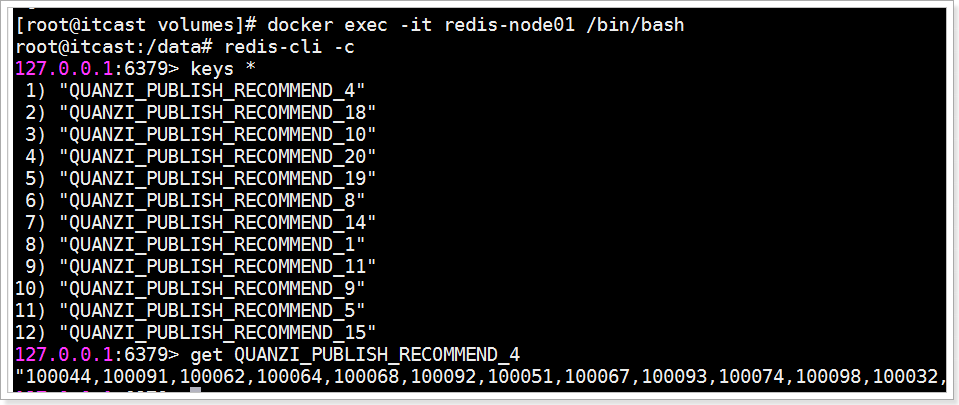 [root@itcast volumes]# docker exec -it redis-node01 /bin/bash
root@itcast:/data# redis-cli -c
127.0.0.1:6379> keys *
1) "QUANZI_PUBLISH_RECOMMEND_4"
2) "QUANZI_PUBLISH_RECOMMEND_18"
3) "QUANZI_PUBLISH_RECOMMEND_10"
4) "QUANZI_PUBLISH_RECOMMEND_20"
5) "QUANZI_PUBLISH_RECOMMEND_19"
6) "QUANZI_PUBLISH_RECOMMEND_8"
7) "QUANZI_PUBLISH_RECOMMEND_14"
8) "QUANZI_PUBLISH_RECOMMEND_1"
9) "QUANZI_PUBLISH_RECOMMEND_11"
10) "QUANZI_PUBLISH_RECOMMEND_9"
11) "QUANZI_PUBLISH_RECOMMEND_5"
12) "QUANZI_PUBLISH_RECOMMEND_15"
127.0.0.1:6379> get QUANZI_PUBLISH_RECOMMEND_4
"100044,100091,100062,100064,100068,100092,100051,100067,100093,100074,100098,100032,